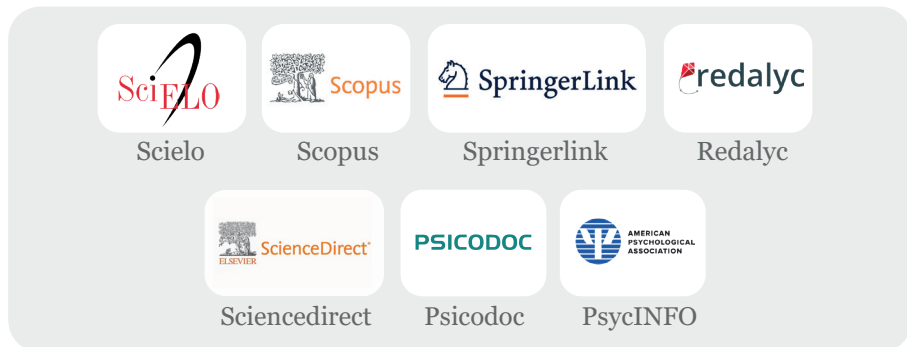 SciELO
Scopus
SpringerLink
redalyc
Scielo
Scopus
Springerlink
Redalyc
ELSEVIER
ScienceDirect®
PSICODOC
AMERICAN
PSYCHOLOGICAL
ASSOCIATION
Sciencedirect
Psicodoc
PsycINFO